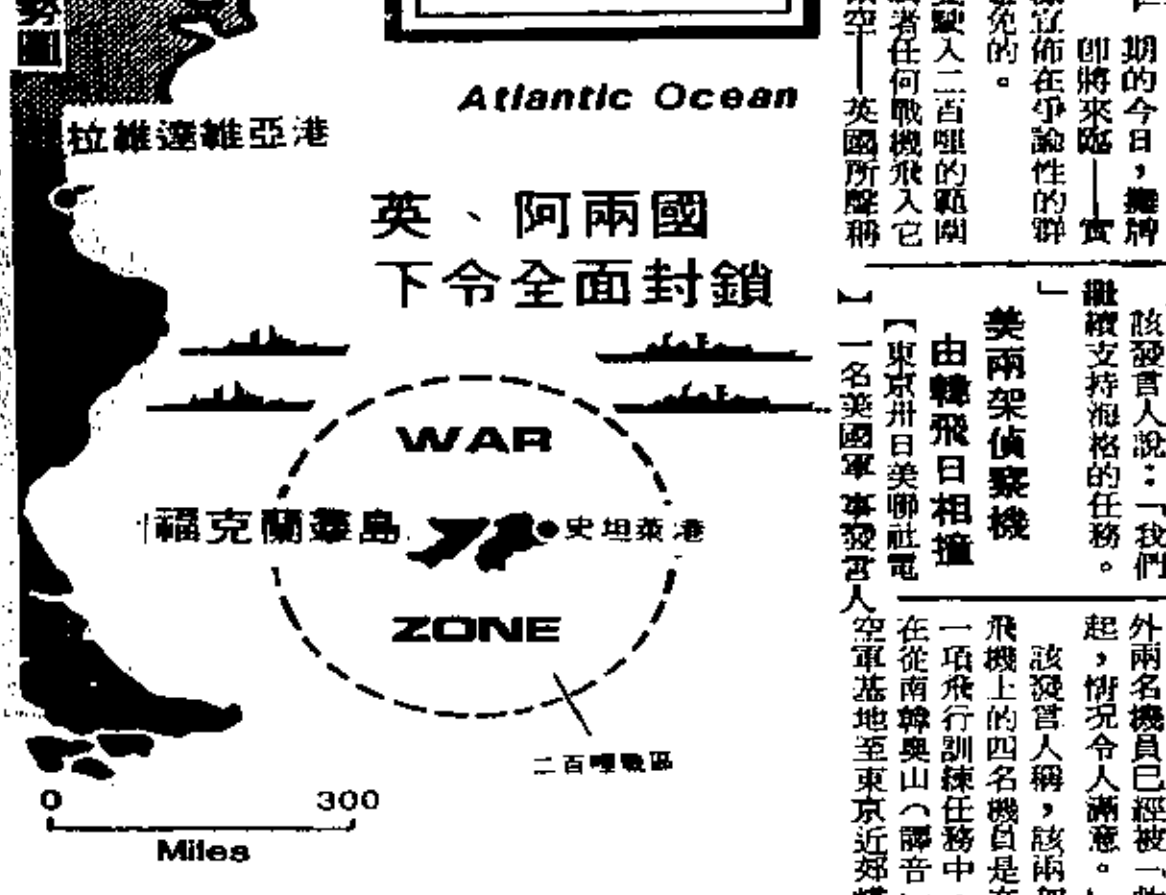 勢圖
Atlantic Ocean
拉維達維亞港
英、阿兩國
下令全面封鎖
WAR
福克蘭羣島
史坦萊港
ZONE
二百哩戰區
0 300
Miles
期的今日，攤牌
即將來臨——實
宣佈在爭論性的群
免的。
駛入二百哩的範圍
者任何戰機飛入它
空——英國所聲稱
該發言人說：「我們
繼續支持海格的任務。
」
美兩架偵察機
由韓飛日相撞
【東京卅日美聯社電
】一名美國軍事發言人
外兩名機員已經被一
起，情況令人滿意。
該發言人稱，該兩架
飛機上的四名機員是在
一項飛行訓練任務中，
在從南韓奧山（譯音
空軍基地至東京近郊橫